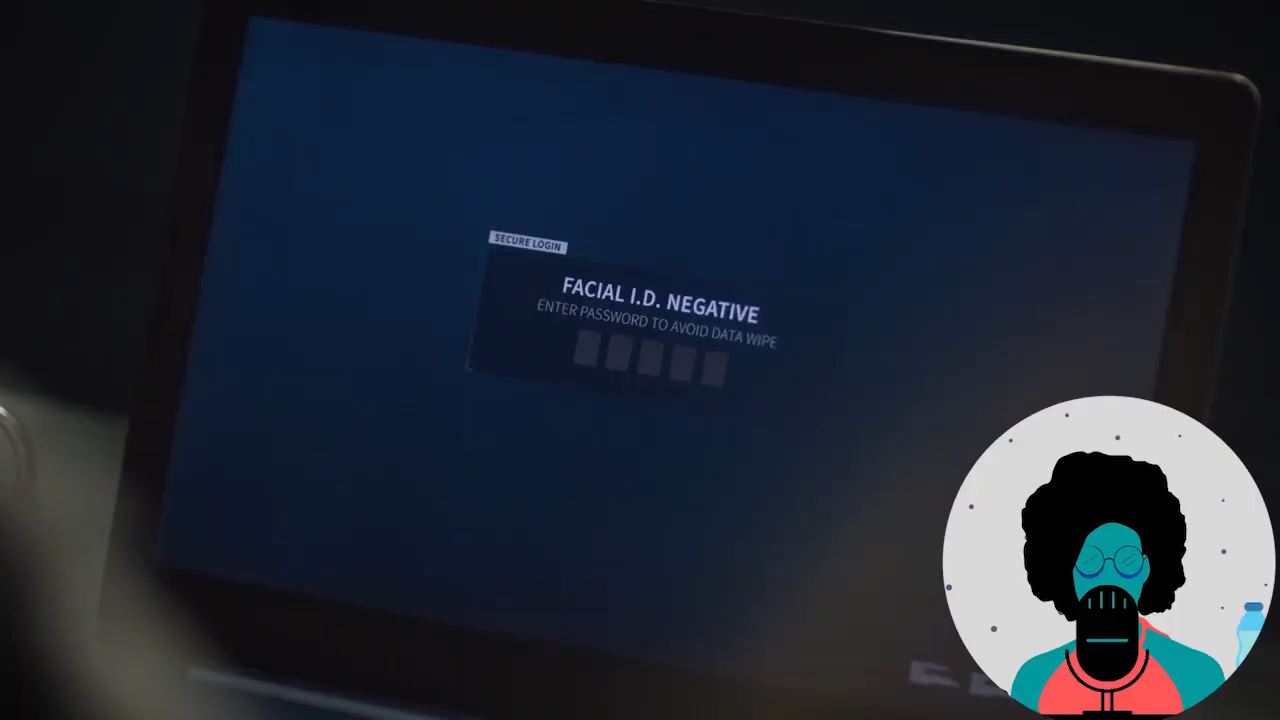 SECURE LOGIN
FACIAL I.D. NEGATIVE
ENTER PASSWORD TO AVOID DATA WIPE